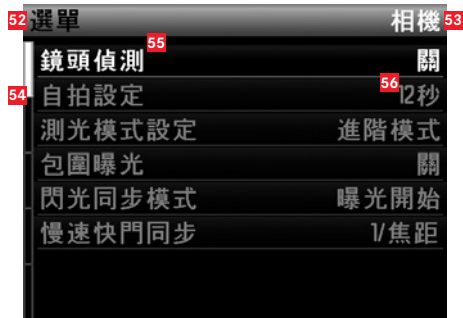 52 選單 相機 53
55
鏡頭偵測 關
56
54 自拍設定 12秒
測光模式設定 進階模式
包圍曝光 關
閃光同步模式 曝光開始
慢速快門同步 1/焦距